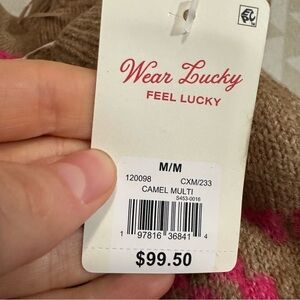 Wear Lucky
FEEL LUCKY
M/M
120098 CXM/233
CAMEL MULTI
S453-0016
1 97816 36841 4
$99.50